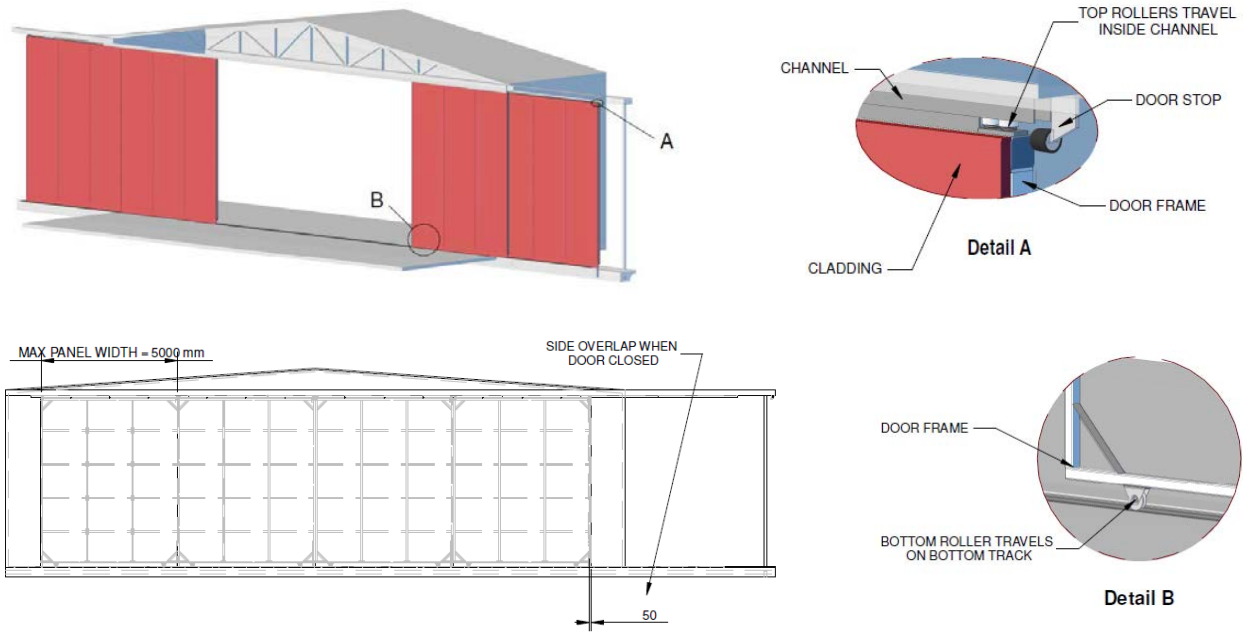 A
B
TOP ROLLERS TRAVEL
INSIDE CHANNEL
CHANNEL
DOOR STOP
DOOR FRAME
CLADDING
Detail A
MAX PANEL WIDTH = 5000 mm
SIDE OVERLAP WHEN
DOOR CLOSED
50
DOOR FRAME
BOTTOM ROLLER TRAVELS
ON BOTTOM TRACK
Detail B